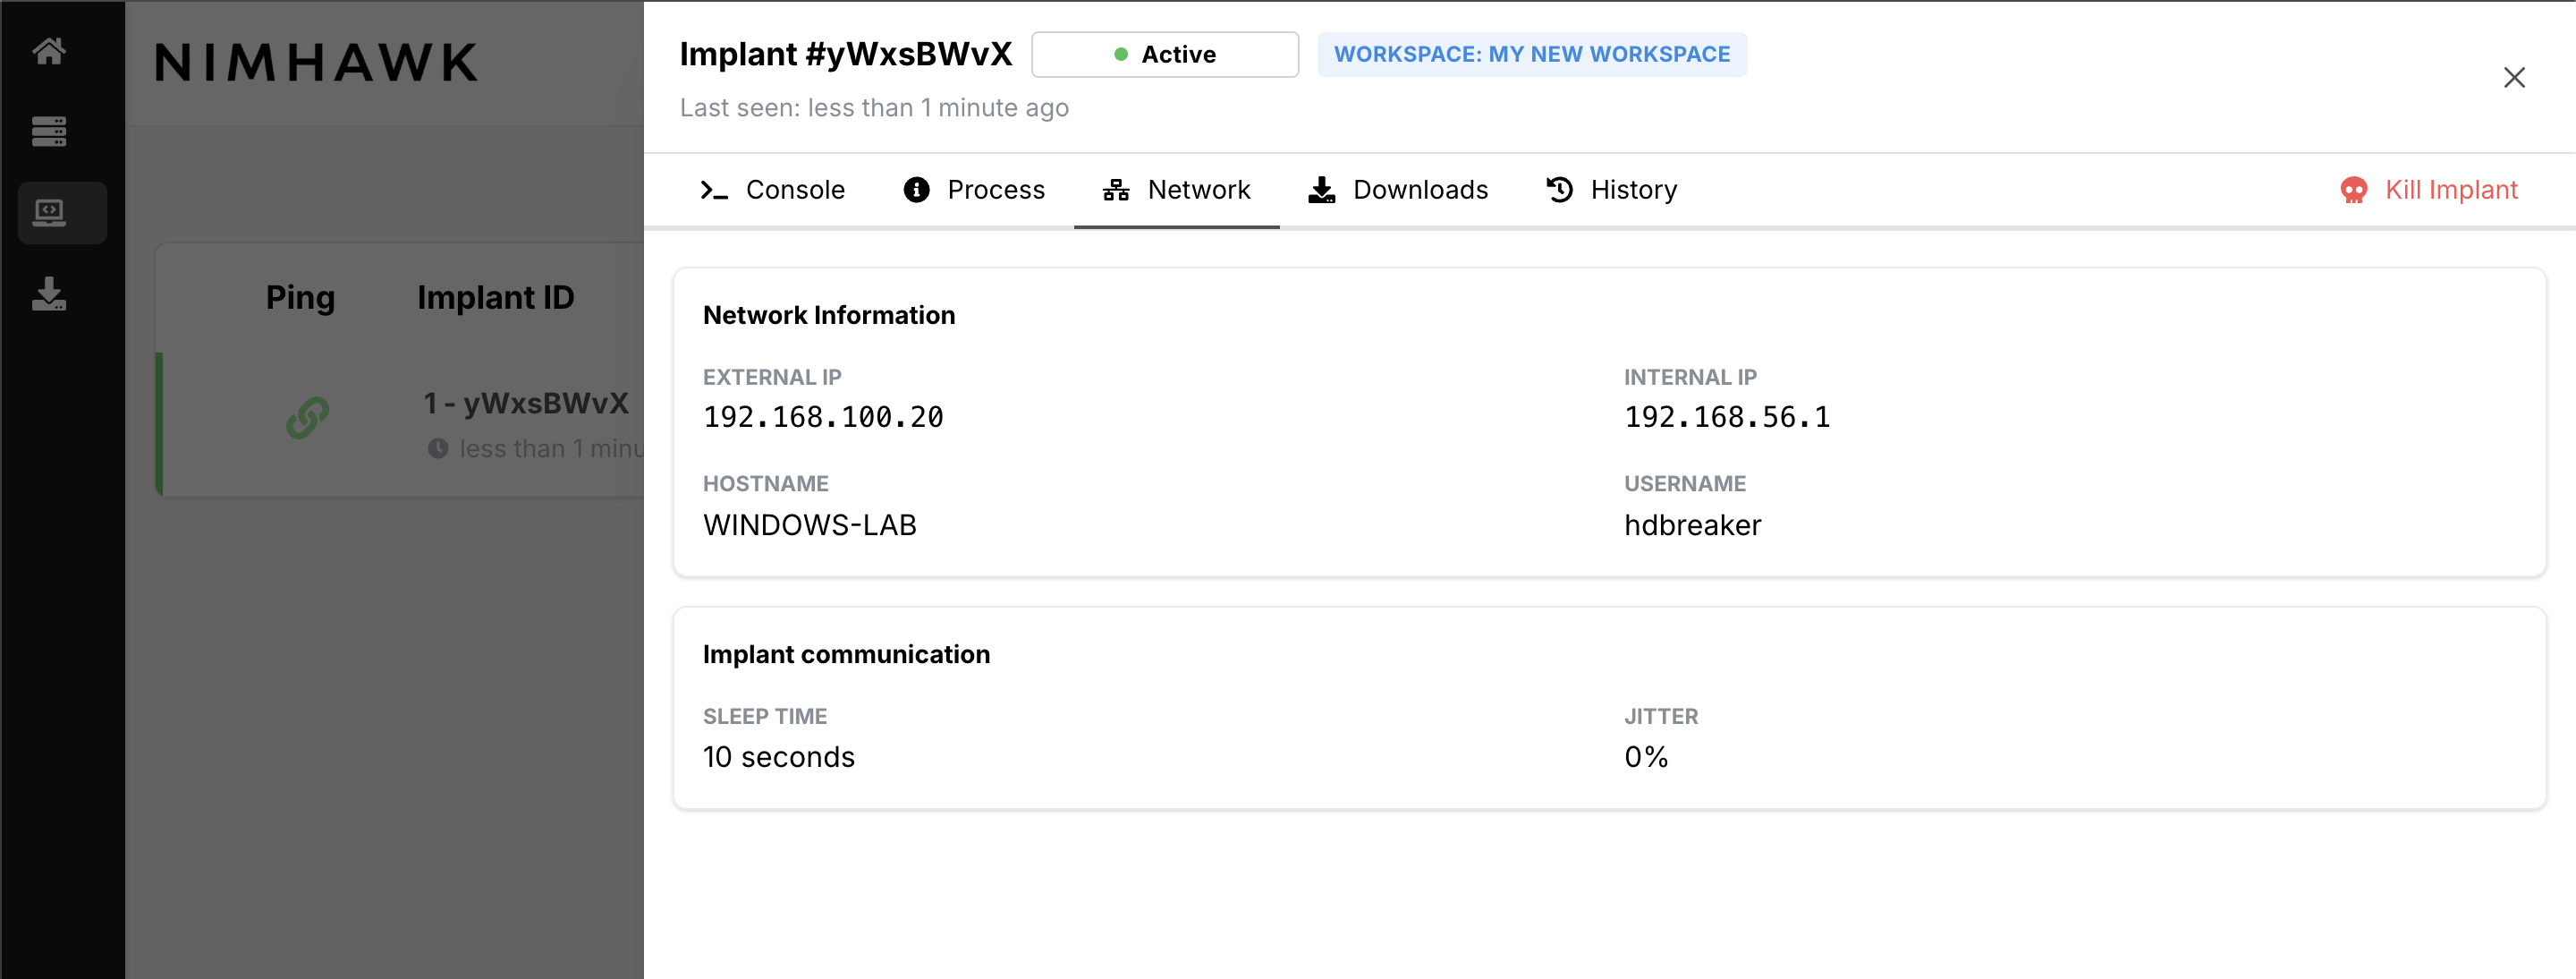 NIMHAWK
Ping Implant ID
1 - yWxsBWvX
less than 1 minu
Implant #yWxsBWvX Active WORKSPACE: MY NEW WORKSPACE
Last seen: less than 1 minute ago
Console Process Network Downloads History Kill Implant
Network Information
EXTERNAL IP INTERNAL IP
192.168.100.20 192.168.56.1
HOSTNAME USERNAME
WINDOWS-LAB hdbreaker
Implant communication
SLEEP TIME JITTER
10 seconds 0%